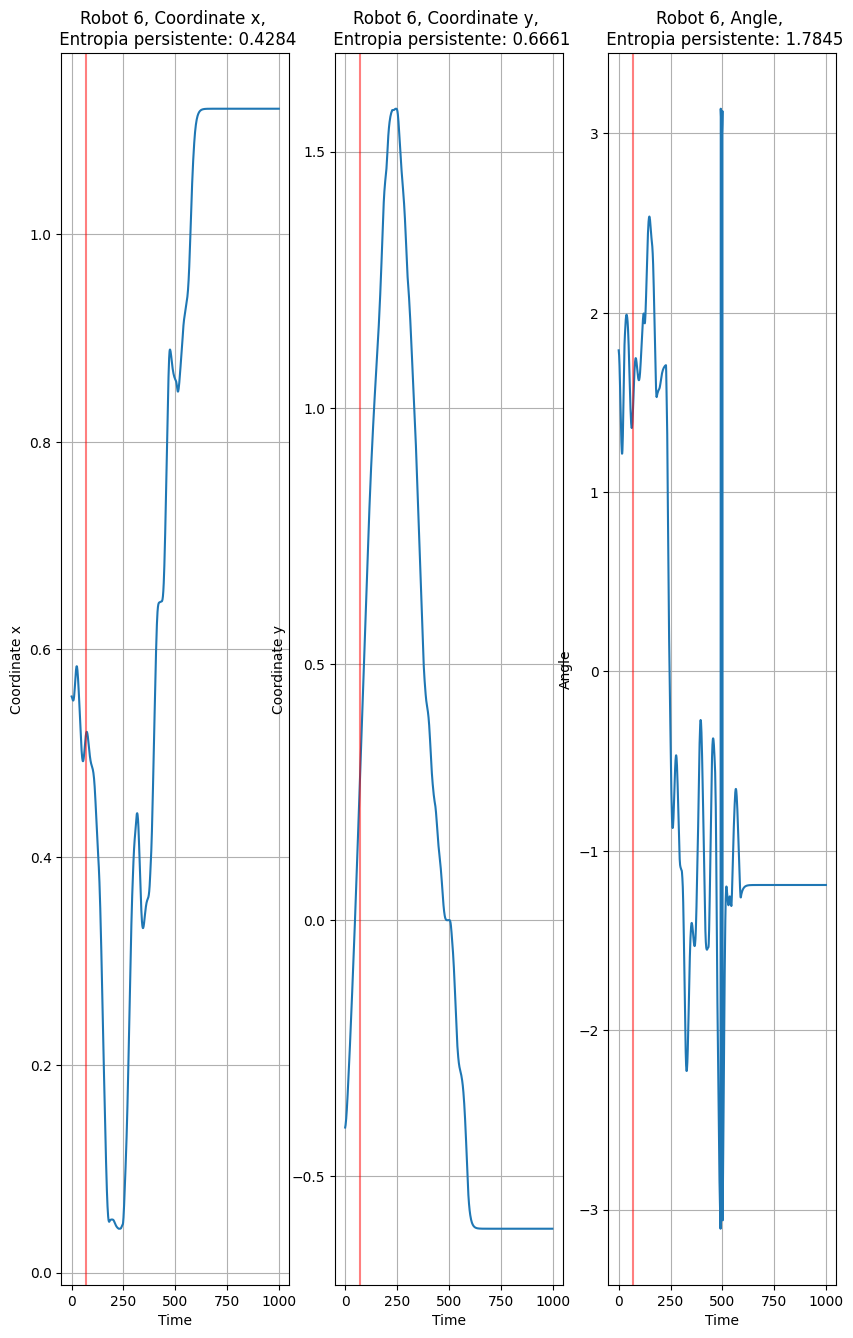 Robot 6, Coordinate x,
Entropia persistente: 0.4284
Coordinate x
1.0
0.8
0.6
0.4
0.2
0.0
0
250
500
750
1000
Time
Robot 6, Coordinate y,
Entropia persistente: 0.6661
Coordinate y
1.5
1.0
0.5
0.0
−0.5
0
250
500
750
1000
Time
Robot 6, Angle,
Entropia persistente: 1.7845
Angle
3
2
1
0
−1
−2
−3
0
250
500
750
1000
Time